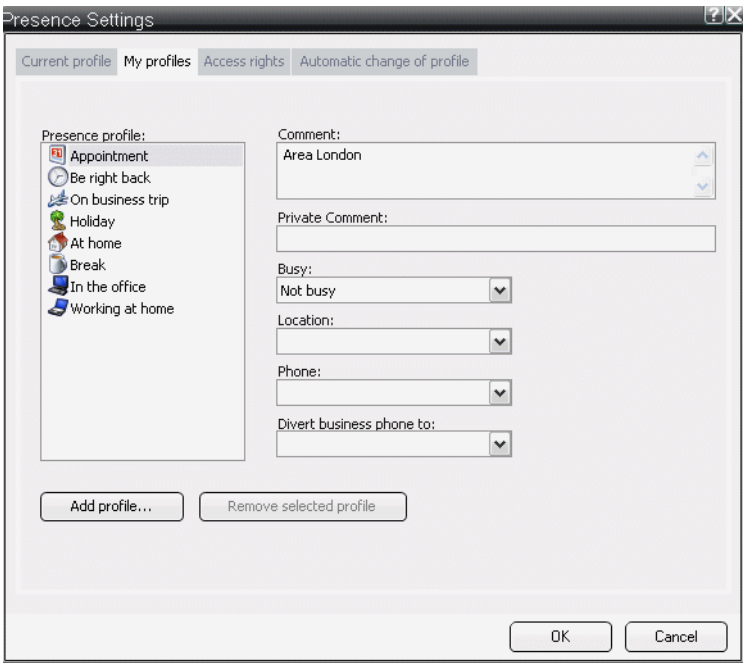 Presence Settings
Current profile My profiles Access rights Automatic change of profile
Presence profile:
Appointment
Be right back
On business trip
Holiday
At home
Break
In the office
Working at home
Comment:
Area London
Private Comment:
Busy:
Not busy
Location:
Phone:
Divert business phone to:
Add profile... Remove selected profile
OK Cancel